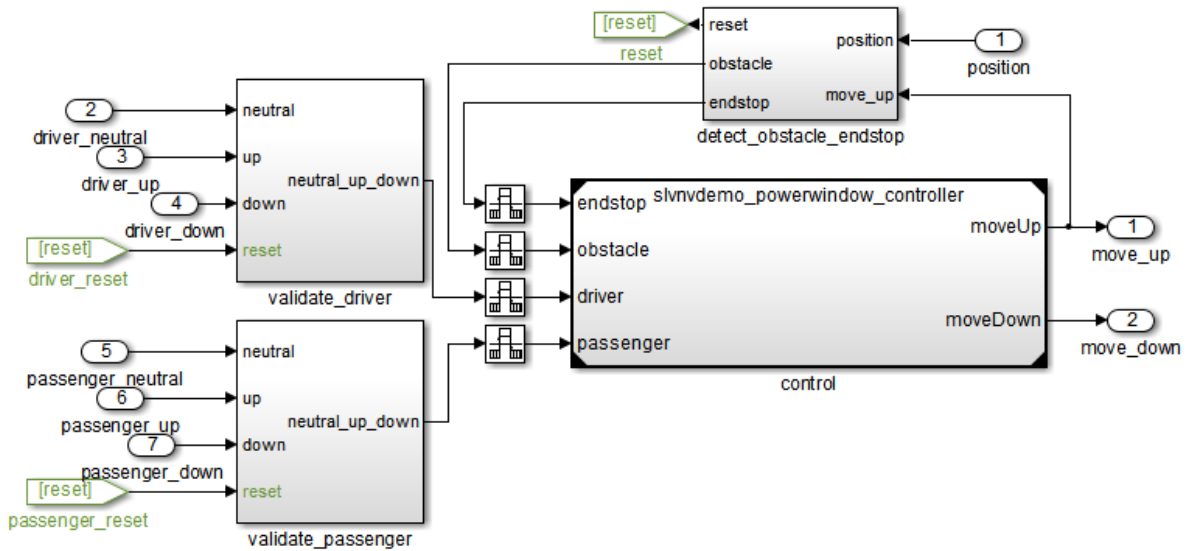 [reset]
reset
reset
position
1
position
obstacle
endstop
move_up
detect_obstacle_endstop
2
driver_neutral
3
driver_up
4
driver_down
[reset]
driver_reset
neutral
up
neutral_up_down
down
reset
validate_driver
endstop
slvnvdemo_powerwindow_controller
obstacle
driver
passenger
moveUp
moveDown
control
1
move_up
2
move_down
5
passenger_neutral
6
passenger_up
7
passenger_down
[reset]
passenger_reset
neutral
up
neutral_up_down
down
reset
validate_passenger